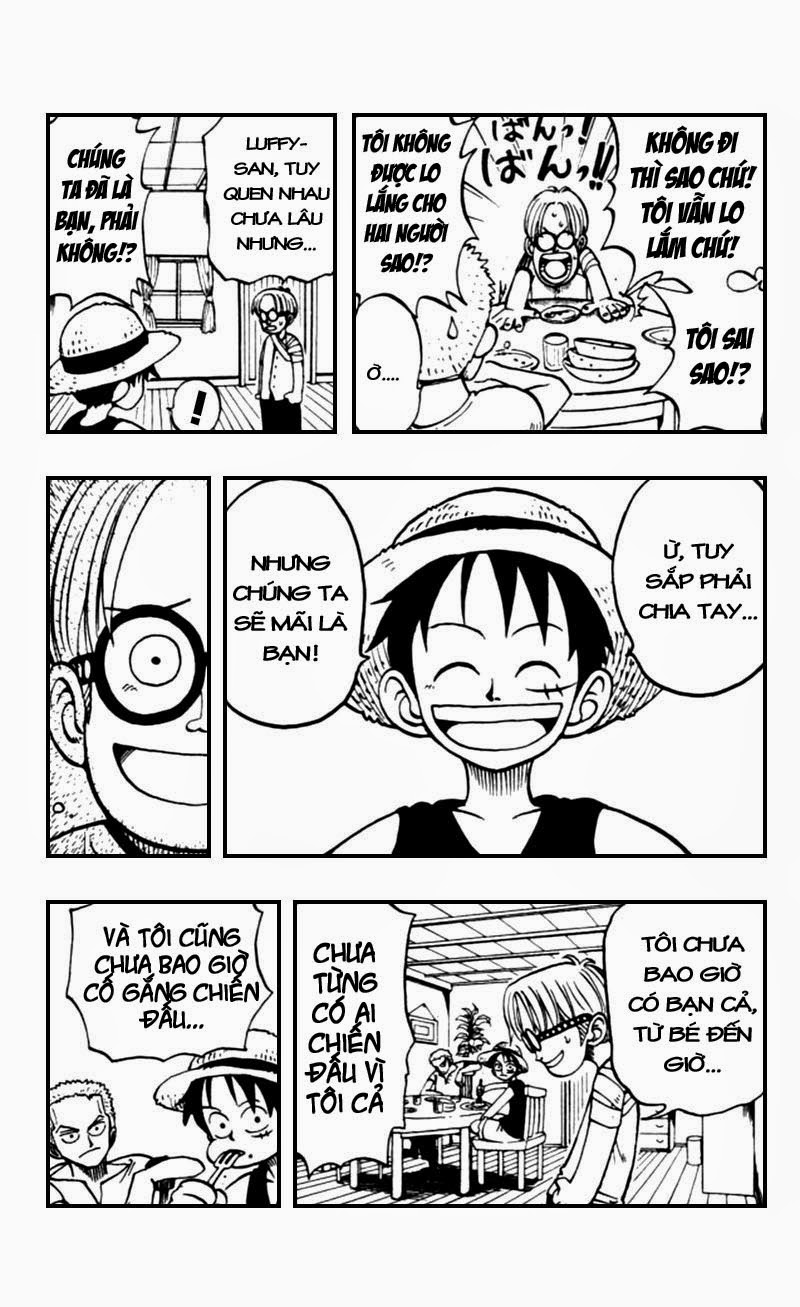 KHÔNG ĐI
THÌ SAO CHỨ!
TÔI VẪN LO
LẮM CHỨ!
ばんっ!
ばんっ!!
TÔI SAI
SAO!?
TÔI KHÔNG
ĐƯỢC LO
LẮNG CHO
HAI NGƯỜI
SAO!?
Ờ....
LUFFY-
SAN, TUY
QUEN NHAU
CHƯA LÂU
NHƯNG...
CHÚNG
TA ĐÃ LÀ
BẠN, PHẢI
KHÔNG!?
!
Ừ, TUY
SẮP PHẢI
CHIA TAY...
NHƯNG
CHÚNG TA
SẼ MÃI LÀ
BẠN!
TÔI CHƯA
BAO GIỜ
CÓ BẠN CẢ,
TỪ BÉ ĐẾN
GIỜ...
CHƯA
TỪNG
CÓ AI
CHIẾN
ĐẤU VÌ
TÔI CẢ
VÀ TÔI CŨNG
CHƯA BAO GIỜ
CỐ GẮNG CHIẾN
ĐẤU...